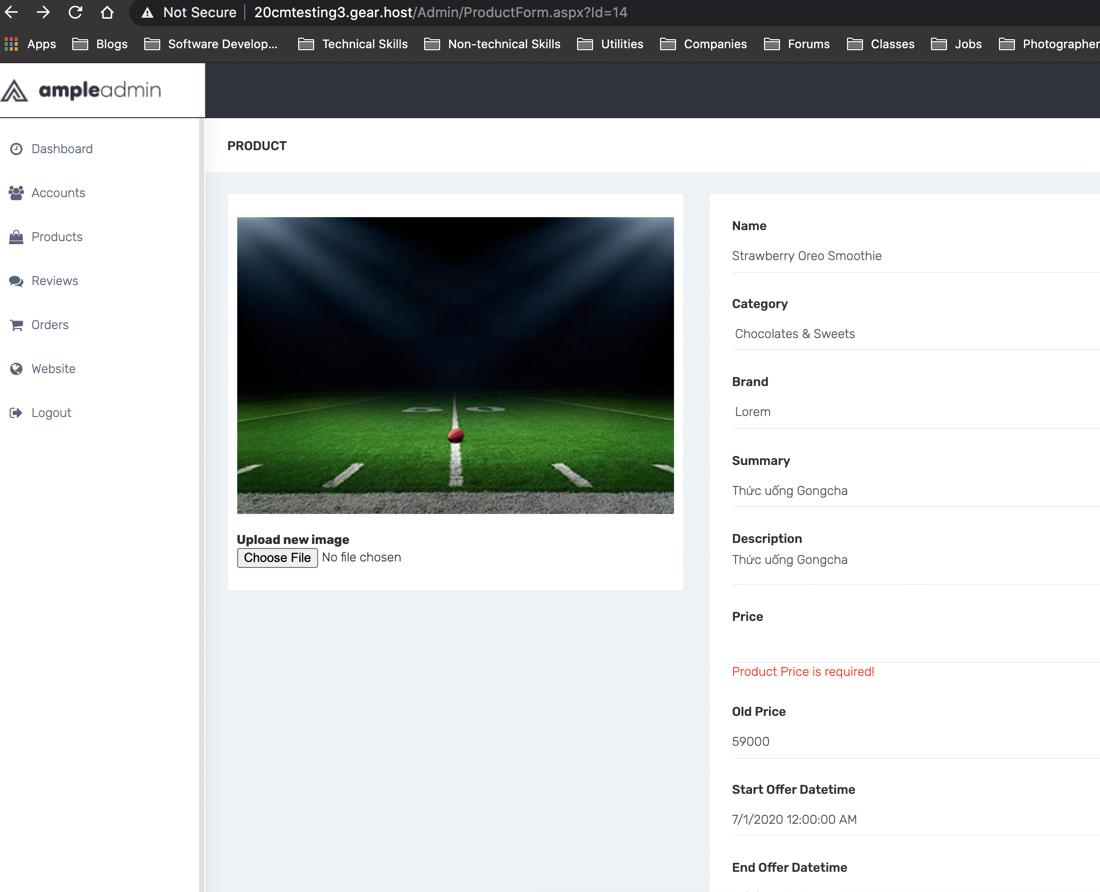 Not Secure | 20cmtesting3.gear.host/Admin/ProductForm.aspx?Id=14
Apps Blogs Software Develop... Technical Skills Non-technical Skills Utilities Companies Forums Classes Jobs Photographer
ampleadmin
Dashboard
Accounts
Products
Reviews
Orders
Website
Logout
PRODUCT
50
Upload new image
Choose File No file chosen
Name
Strawberry Oreo Smoothie
Category
Chocolates & Sweets
Brand
Lorem
Summary
Thức uống Gongcha
Description
Thức uống Gongcha
Price
Product Price is required!
Old Price
59000
Start Offer Datetime
7/1/2020 12:00:00 AM
End Offer Datetime